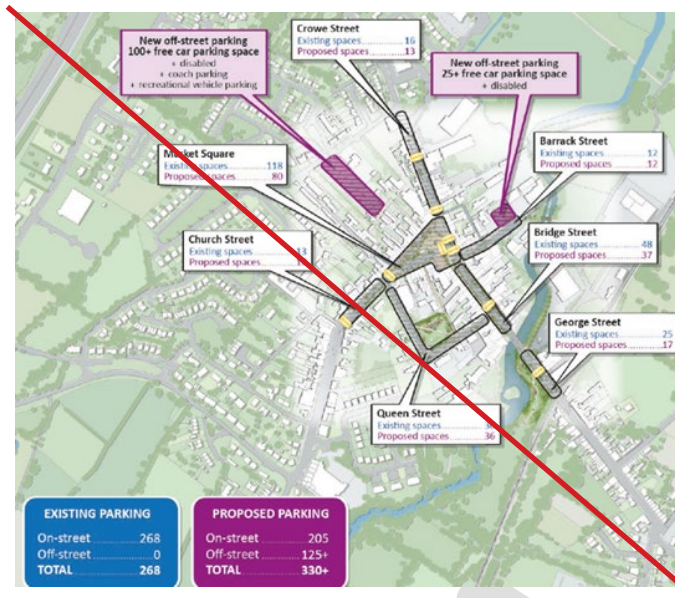 Crowe Street
Existing spaces 16
Proposed spaces 13
New off-street parking
100+ free car parking space
+ disabled
+ coach parking
+ recreational vehicle parking
New off-street parking
25+ free car parking space
+ disabled
Market Square
Existing spaces 118
Proposed spaces 80
Barrack Street
Existing spaces 12
Proposed spaces 12
Church Street
Existing spaces 13
Proposed spaces
Bridge Street
Existing spaces 48
Proposed spaces 37
George Street
Existing spaces 25
Proposed spaces 17
Queen Street
Existing spaces
Proposed spaces 36
EXISTING PARKING
On-street 268
Off-street 0
TOTAL 268
PROPOSED PARKING
On-street 205
Off-street 125+
TOTAL 330+